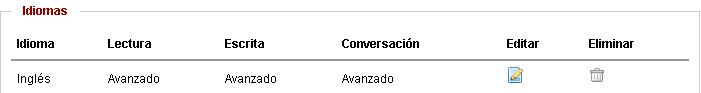 Idiomas
Idioma Lectura Escrita Conversación Editar Eliminar
Inglés Avanzado Avanzado Avanzado